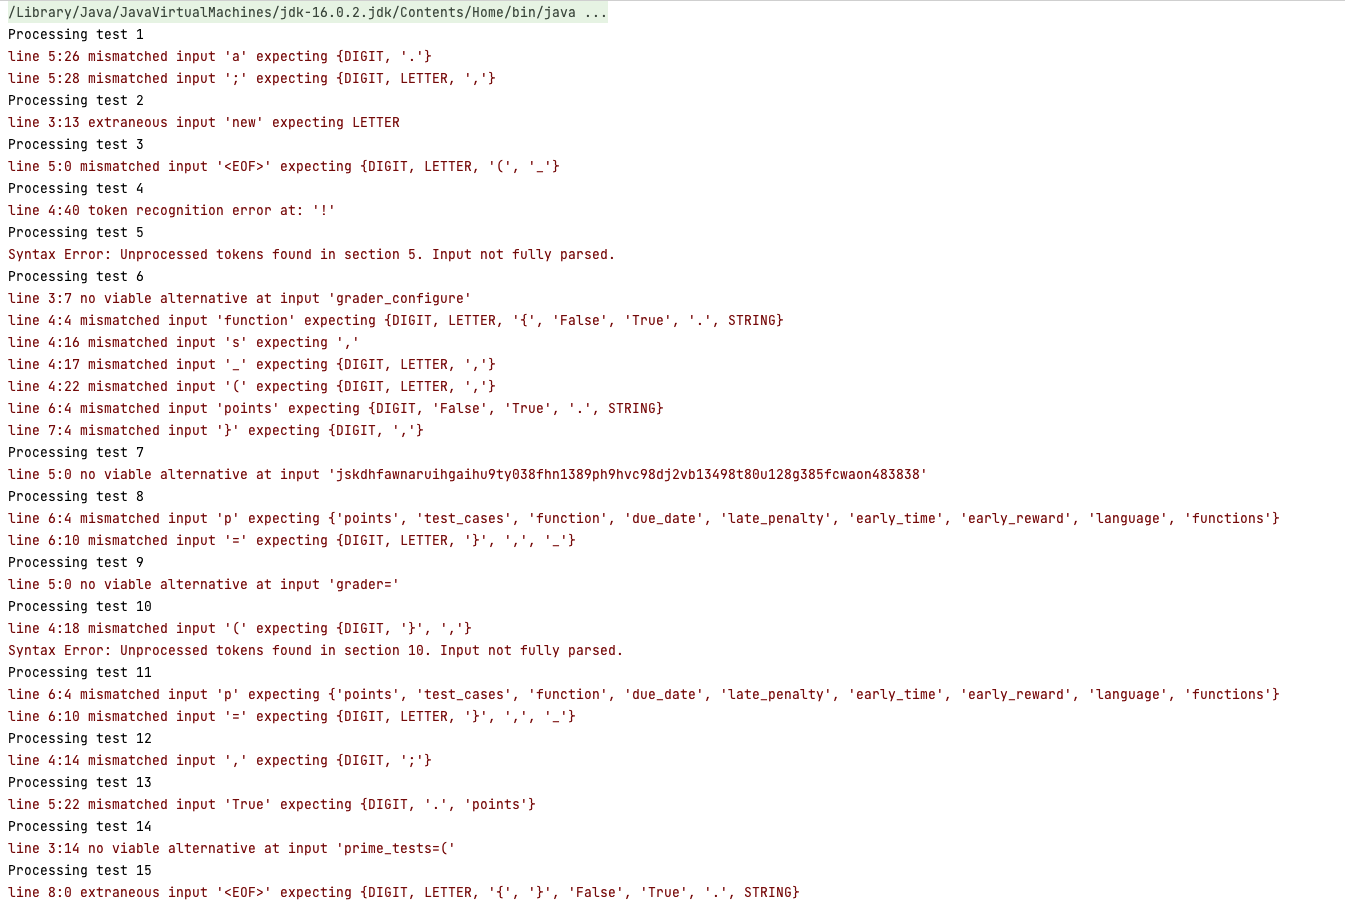 /Library/Java/JavaVirtualMachines/jdk-16.0.2.jdk/Contents/Home/bin/java ...
Processing test 1
line 5:26 mismatched input 'a' expecting {DIGIT, '.'}
line 5:28 mismatched input ';' expecting {DIGIT, LETTER, ','}
Processing test 2
line 3:13 extraneous input 'new' expecting LETTER
Processing test 3
line 5:0 mismatched input '<EOF>' expecting {DIGIT, LETTER, '(', '_'}
Processing test 4
line 4:40 token recognition error at: '!'
Processing test 5
Syntax Error: Unprocessed tokens found in section 5. Input not fully parsed.
Processing test 6
line 3:7 no viable alternative at input 'grader_configure'
line 4:4 mismatched input 'function' expecting {DIGIT, LETTER, '{', 'False', 'True', '.', STRING}
line 4:16 mismatched input 's' expecting ','
line 4:17 mismatched input '_' expecting {DIGIT, LETTER, ','}
line 4:22 mismatched input '(' expecting {DIGIT, LETTER, ','}
line 6:4 mismatched input 'points' expecting {DIGIT, 'False', 'True', '.', STRING}
line 7:4 mismatched input '}' expecting {DIGIT, ','}
Processing test 7
line 5:0 no viable alternative at input 'jskdhfawnaruihgaihu9ty038fhn1389ph9hvc98dj2vb13498t80u128g385fcwaon483838'
Processing test 8
line 6:4 mismatched input 'p' expecting {'points', 'test_cases', 'function', 'due_date', 'late_penalty', 'early_time', 'early_reward', 'language', 'functions'}
line 6:10 mismatched input '=' expecting {DIGIT, LETTER, '}', ',', '_'}
Processing test 9
line 5:0 no viable alternative at input 'grader='
Processing test 10
line 4:18 mismatched input '(' expecting {DIGIT, '}', ','}
Syntax Error: Unprocessed tokens found in section 10. Input not fully parsed.
Processing test 11
line 6:4 mismatched input 'p' expecting {'points', 'test_cases', 'function', 'due_date', 'late_penalty', 'early_time', 'early_reward', 'language', 'functions'}
line 6:10 mismatched input '=' expecting {DIGIT, LETTER, '}', ',', '_'}
Processing test 12
line 4:14 mismatched input ',' expecting {DIGIT, ';'}
Processing test 13
line 5:22 mismatched input 'True' expecting {DIGIT, '.', 'points'}
Processing test 14
line 3:14 no viable alternative at input 'prime_tests=('
Processing test 15
line 8:0 extraneous input '<EOF>' expecting {DIGIT, LETTER, '{', '}', 'False', 'True', '.', STRING}